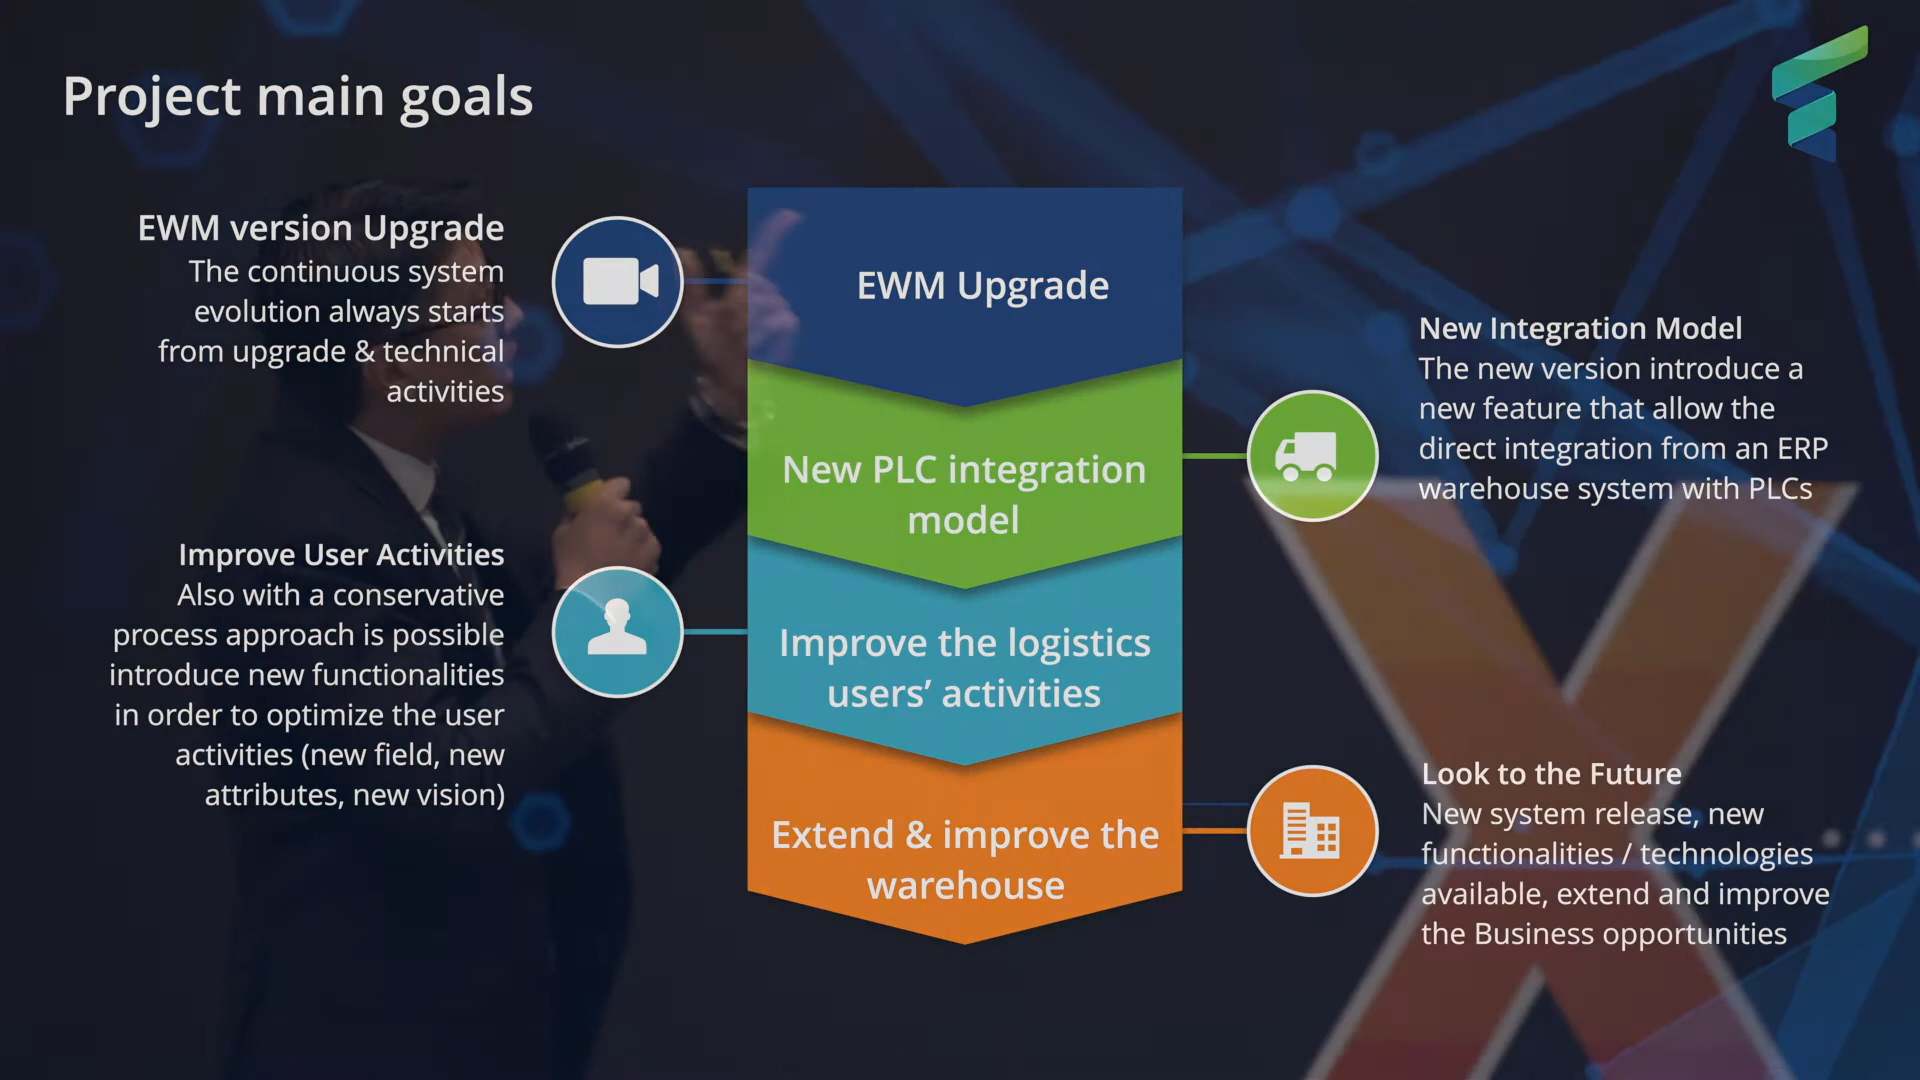 Project main goals
EWM version Upgrade
The continuous system
evolution always starts
from upgrade & technical
activities
EWM Upgrade
New Integration Model
The new version introduce a
new feature that allow the
direct integration from an ERP
warehouse system with PLCs
New PLC integration
model
Improve User Activities
Also with a conservative
process approach is possible
introduce new functionalities
in order to optimize the user
activities (new field, new
attributes, new vision)
Improve the logistics
users’ activities
Look to the Future
New system release, new
functionalities / technologies
available, extend and improve
the Business opportunities
Extend & improve the
warehouse